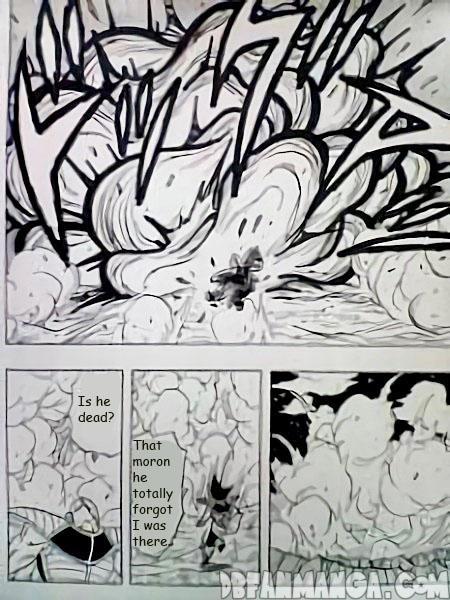 Is he
dead?
That
moron
he
totally
forgot
I was
there.
DBFANMANGA.COM